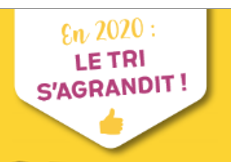 En 2020 :
LE TRI
S'AGRANDIT !